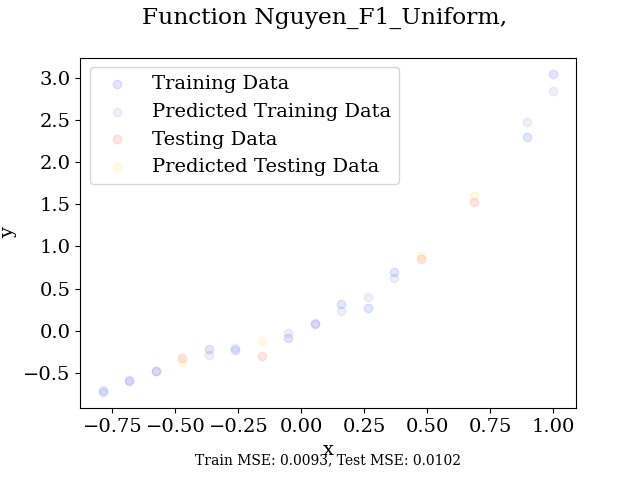 Function Nguyen_F1_Uniform,
Training Data
Predicted Training Data
Testing Data
Predicted Testing Data
3.0
2.5
2.0
1.5
1.0
0.5
0.0
−0.5
y
−0.75 −0.50 −0.25 0.00 0.25 0.50 0.75 1.00
x
Train MSE: 0.0093, Test MSE: 0.0102